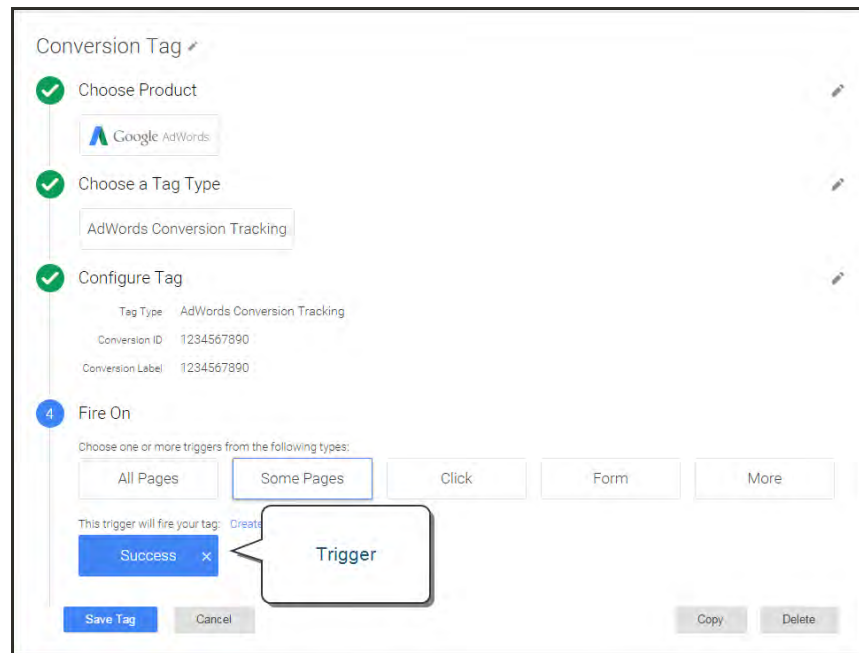 Conversion Tag
Choose Product
Google AdWords
Choose a Tag Type
AdWords Conversion Tracking
Configure Tag
Tag Type AdWords Conversion Tracking
Conversion ID 1234567890
Conversion Label 1234567890
4 Fire On
Choose one or more triggers from the following types:
All Pages Some Pages Click Form More
This trigger will fire your tag: Create
Success × Trigger
Save Tag Cancel Copy Delete